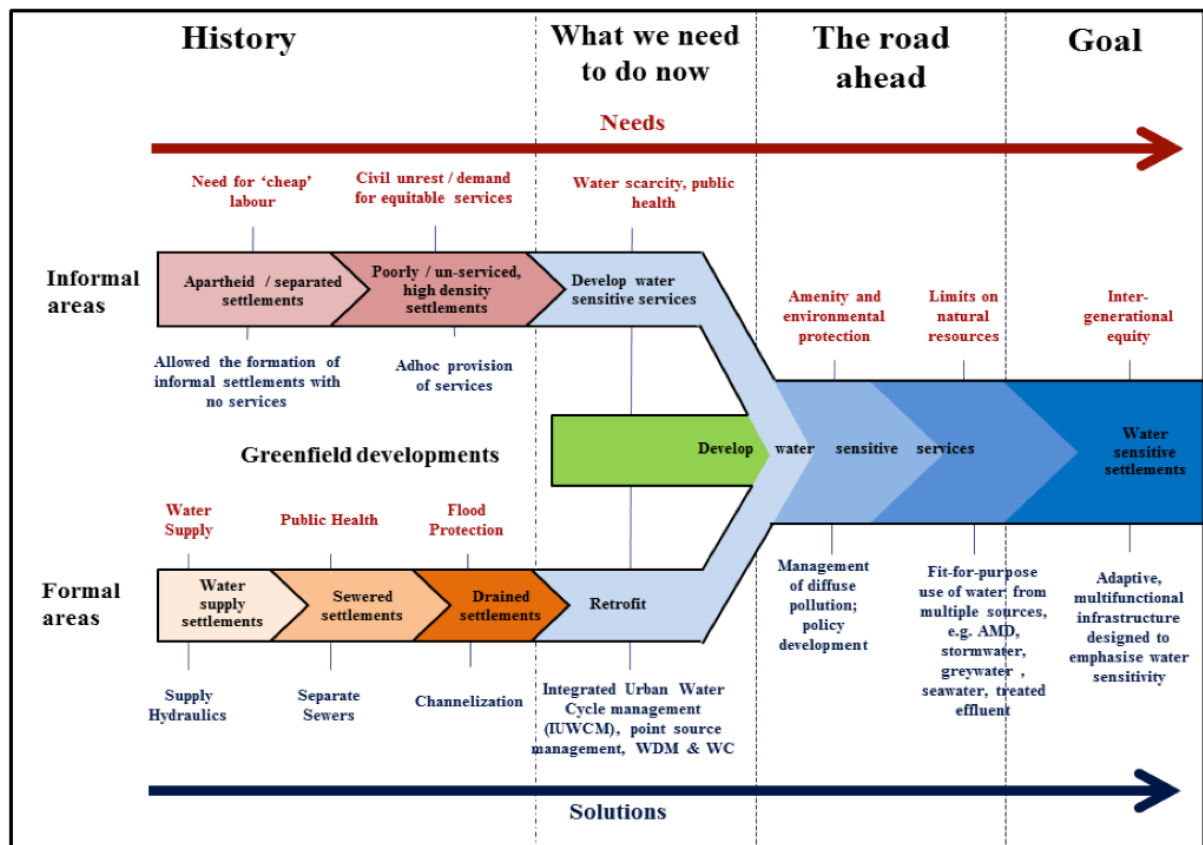 History
What we need
to do now
The road
ahead
Goal
Needs
Need for ‘cheap’
labour
Civil unrest / demand
for equitable services
Water scarcity, public
health
Informal
areas
Apartheid / separated
settlements
Poorly / un-serviced,
high density
settlements
Develop water
sensitive services
Amenity and
environmental
protection
Limits on
natural
resources
Inter-
generational
equity
Allowed the formation of
informal settlements with
no services
Adhoc provision
of services
Greenfield developments
Develop water sensitive services
Water
sensitive
settlements
Water
Supply
Public Health
Flood
Protection
Formal
areas
Water
supply
settlements
Sewered
settlements
Drained
settlements
Retrofit
Management
of diffuse
pollution;
policy
development
Fit-for-purpose
use of water from
multiple sources,
e.g. AMD,
stormwater,
greywater ,
seawater, treated
effluent
Adaptive,
multifunctional
infrastructure
designed to
emphasise water
sensitivity
Supply
Hydraulics
Separate
Sewers
Channelization
Integrated Urban Water
Cycle management
(IUWCM), point source
management, WDM & WC
Solutions